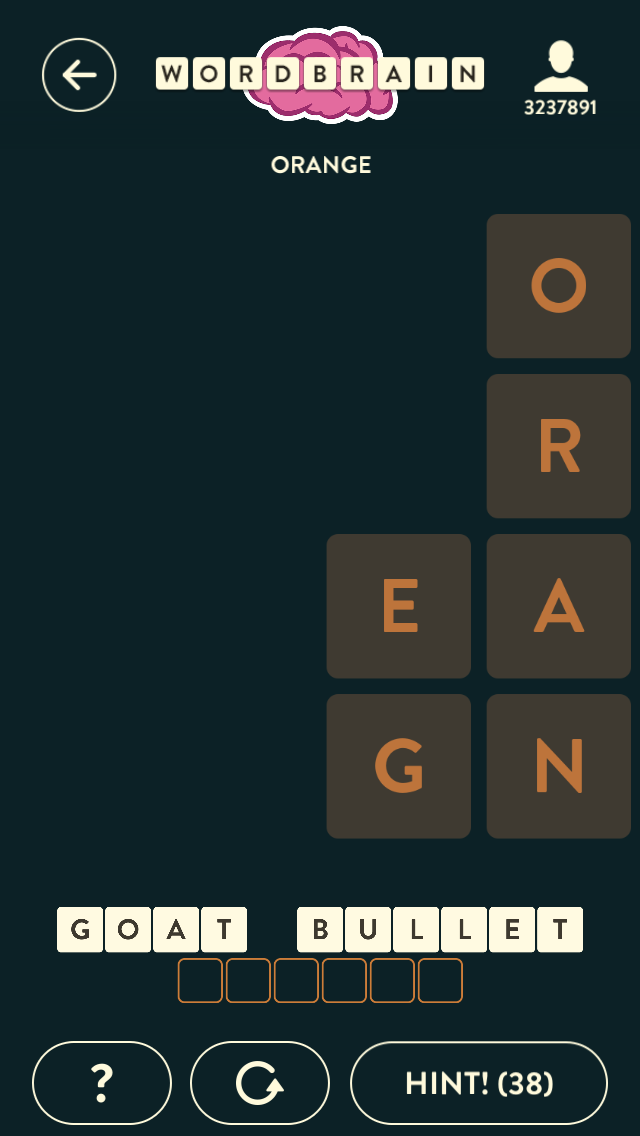 WORDBRAIN
3237891
ORANGE
O
R
E A
G N
GOAT BULLET
?
HINT! (38)